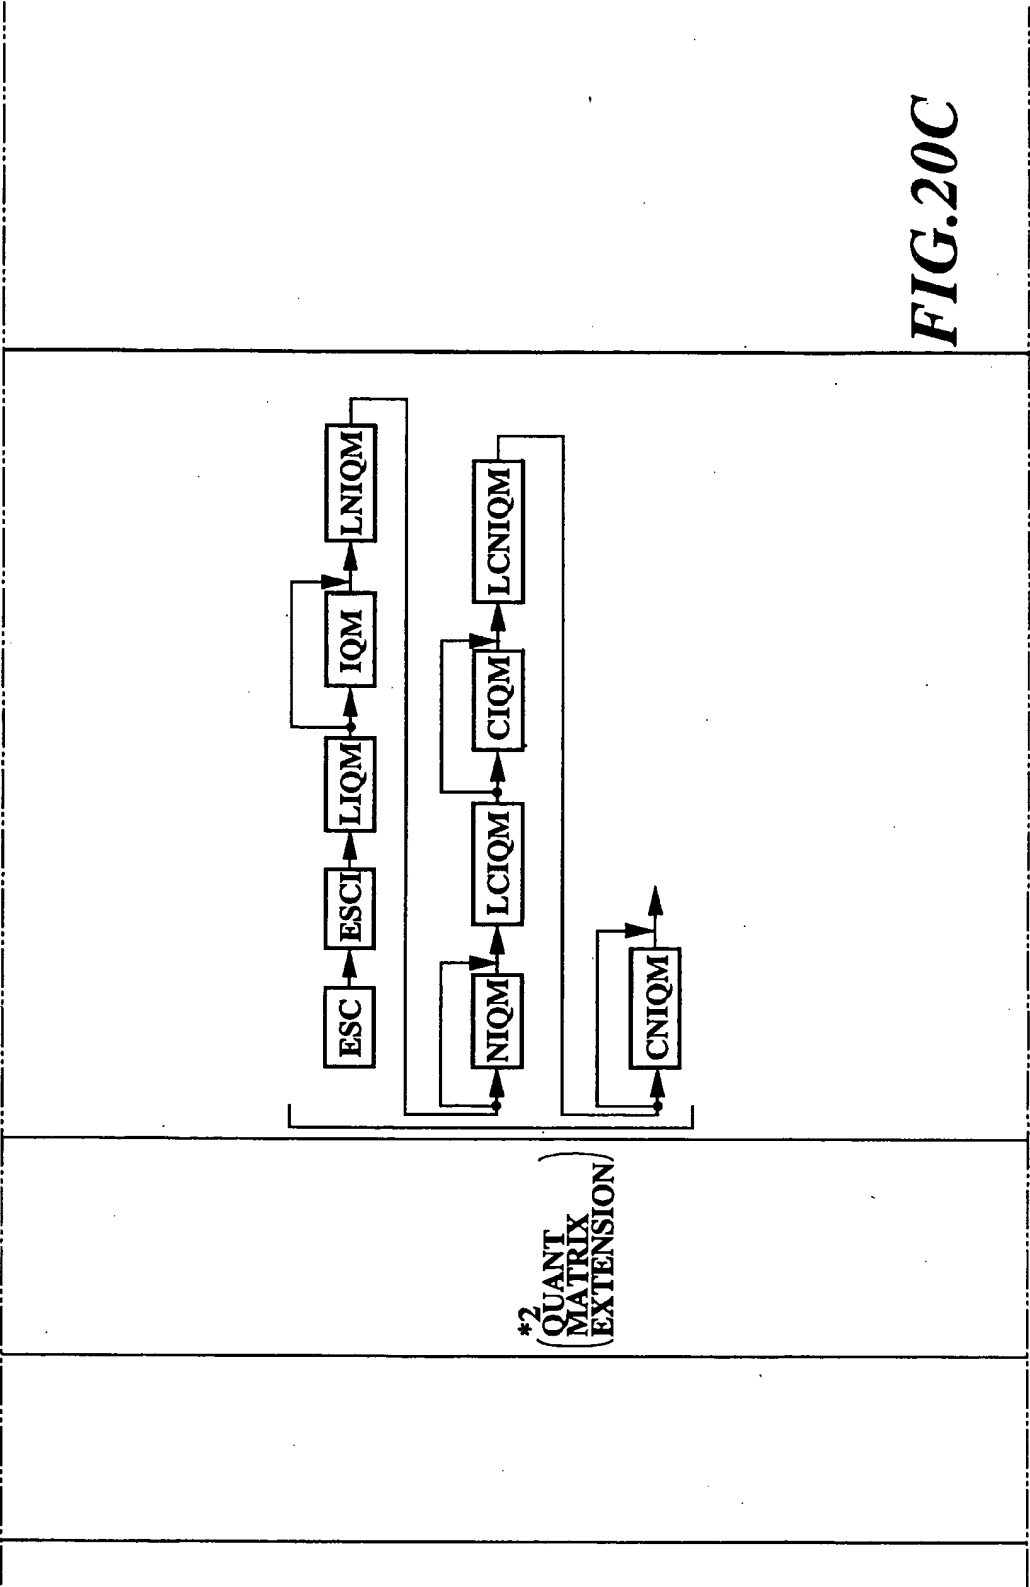 *2
(QUANT
MATRIX
EXTENSION)
ESC
ESCI
LIQM
IQM
LNIQM
NIQM
LCIQM
CIQM
LCNIQM
CNIQM
FIG.20C